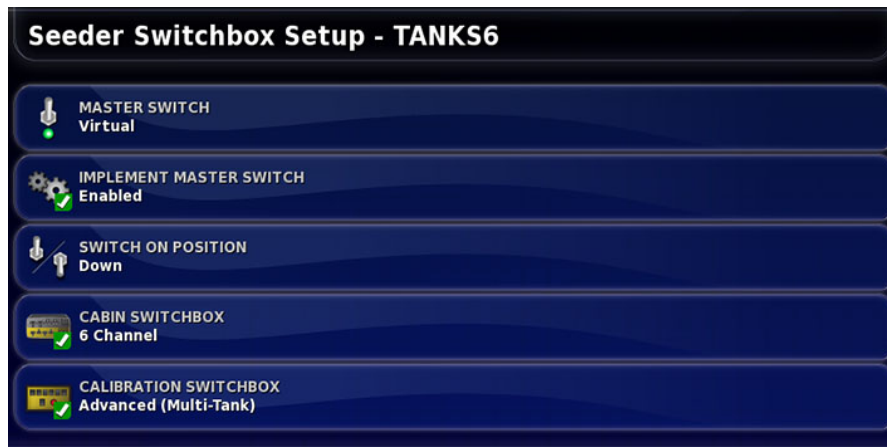 Seeder Switchbox Setup - TANKS6
MASTER SWITCH
Virtual
IMPLEMENT MASTER SWITCH
Enabled
SWITCH ON POSITION
Down
CABIN SWITCHBOX
6 Channel
CALIBRATION SWITCHBOX
Advanced (Multi-Tank)